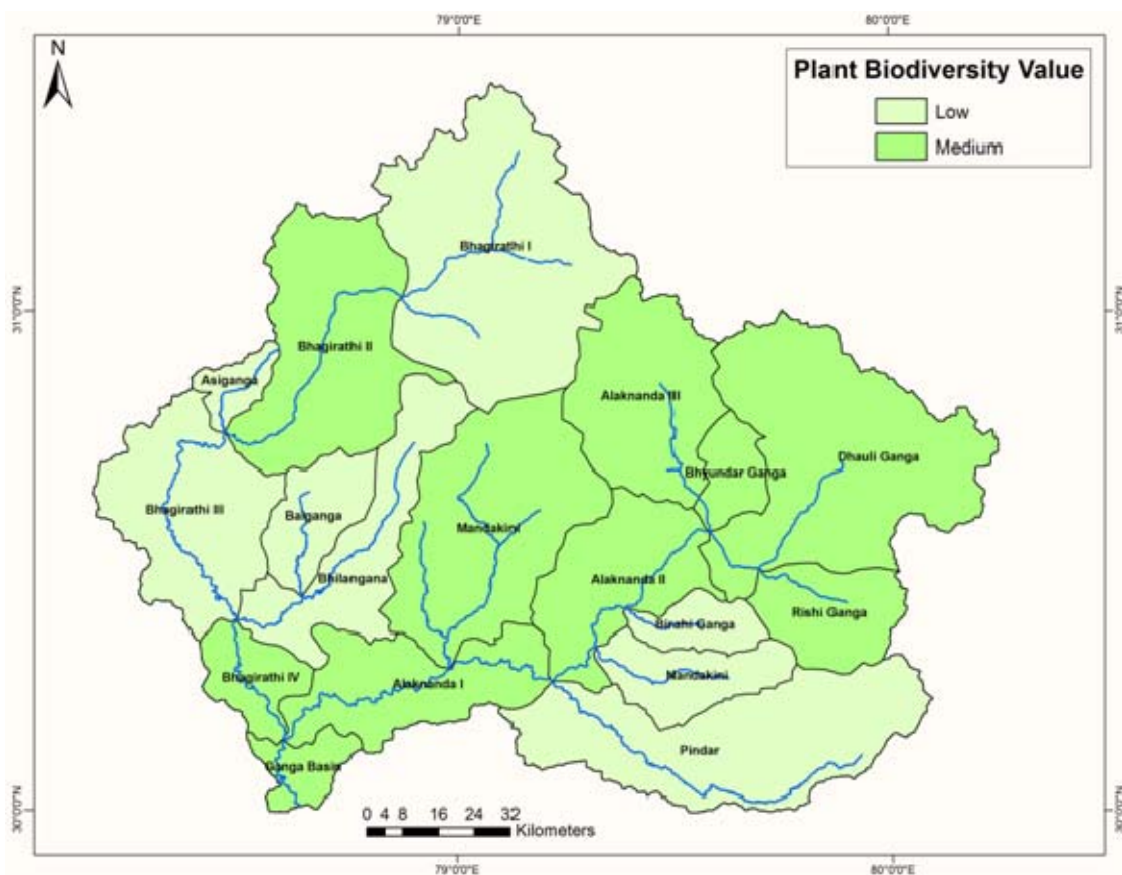 79°0'0"E
80°0'0"E
N
Plant Biodiversity Value
Low
Medium
Bhagirathi I
31°0'0"N
31°0'0"N
Bhagirathi II
Asiganga
Alaknanda III
Bhyundar Ganga
Dhauli Ganga
Bhagirathi III
Balganga
Mandakini
Bhilangana
Alaknanda II
Rishi Ganga
Birahi Ganga
Bhagirathi IV
Alaknanda I
Mandakini
Pindar
Ganga Basin
30°0'0"N
30°0'0"N
0 4 8 16 24 32
Kilometers
79°0'0"E
80°0'0"E